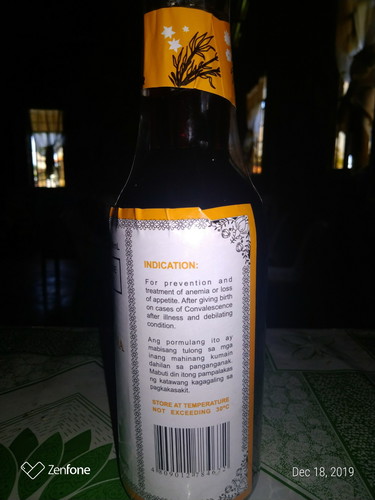 INDICATION:
For prevention and
treatment of anemia or loss
of appetite. After giving birth
on cases of Convalescence
after illness and debilating
condition.
Ang pormulang ito ay
mabisang tulong sa mga
inang mahinang kumain
dahilan sa panganganak.
Mabuti din itong pampalakas
ng katawang kagagaling sa
pagkakasakit.
STORE AT TEMPERATURE
NOT EXCEEDING 30°C
Zenfone
Dec 18, 2019